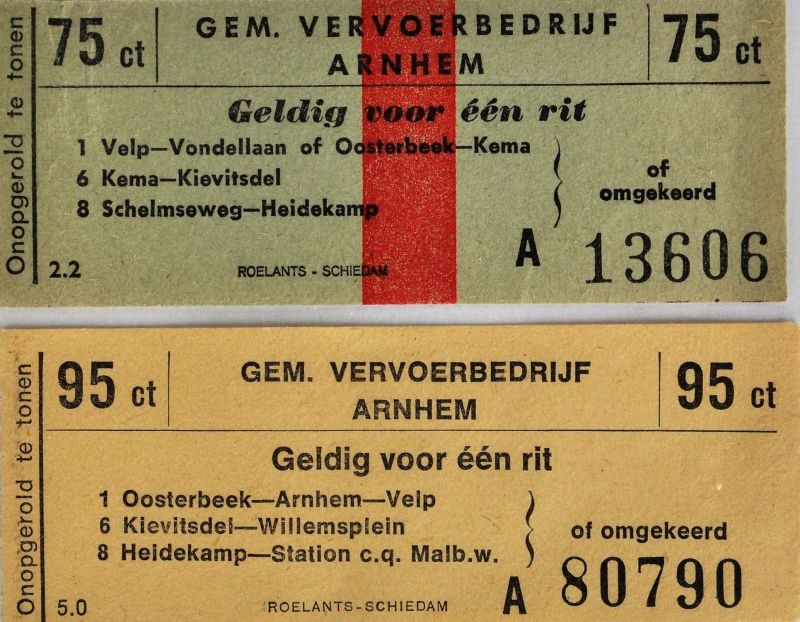 Onopgerold te tonen
75 ct
GEM. VERVOERBEDRIJF
ARNHEM
75 ct
Geldig voor één rit
1 Velp—Vondellaan of Oosterbeek—Kema
6 Kema—Kievitsdel
8 Schelmseweg—Heidekamp
of
omgekeerd
2.2
ROELANTS - SCHIEDAM
A 13606
Onopgerold te tonen
95 ct
GEM. VERVOERBEDRIJF
ARNHEM
95 ct
Geldig voor één rit
1 Oosterbeek—Arnhem—Velp
6 Kievitsdel—Willemsplein
8 Heidekamp—Station c.q. Malb.w.
of omgekeerd
5.0
ROELANTS-SCHIEDAM
A 80790